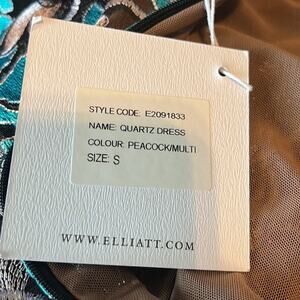 STYLE CODE: E2091833
NAME: QUARTZ DRESS
COLOUR: PEACOCK/MULTI
SIZE: S
WWW.ELLIATT.COM